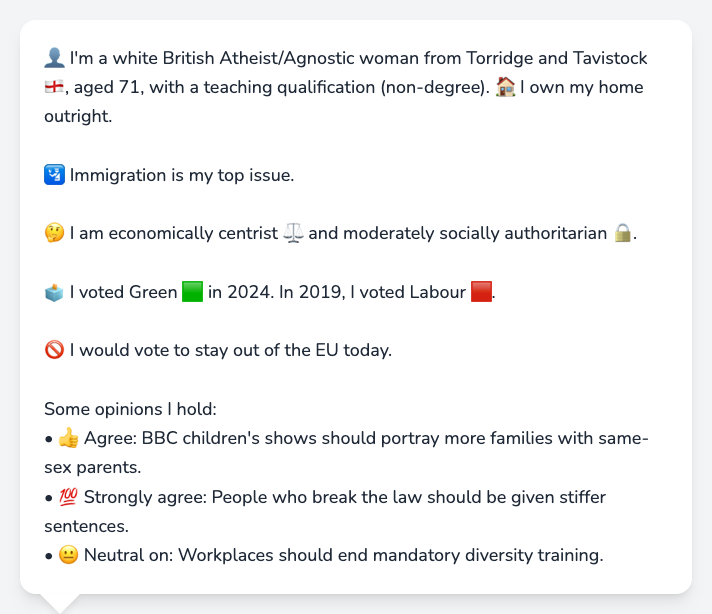 👤 I'm a white British Atheist/Agnostic woman from Torridge and Tavistock
🏴󠁧󠁢󠁥󠁮󠁧󠁿, aged 71, with a teaching qualification (non-degree). 🏠 I own my home
outright.
🛂 Immigration is my top issue.
🤔 I am economically centrist ⚖️ and moderately socially authoritarian 🔒.
🗳️ I voted Green 🟩 in 2024. In 2019, I voted Labour 🟥.
🚫 I would vote to stay out of the EU today.
Some opinions I hold:
• 👍 Agree: BBC children's shows should portray more families with same-
sex parents.
• 💯 Strongly agree: People who break the law should be given stiffer
sentences.
• 😐 Neutral on: Workplaces should end mandatory diversity training.